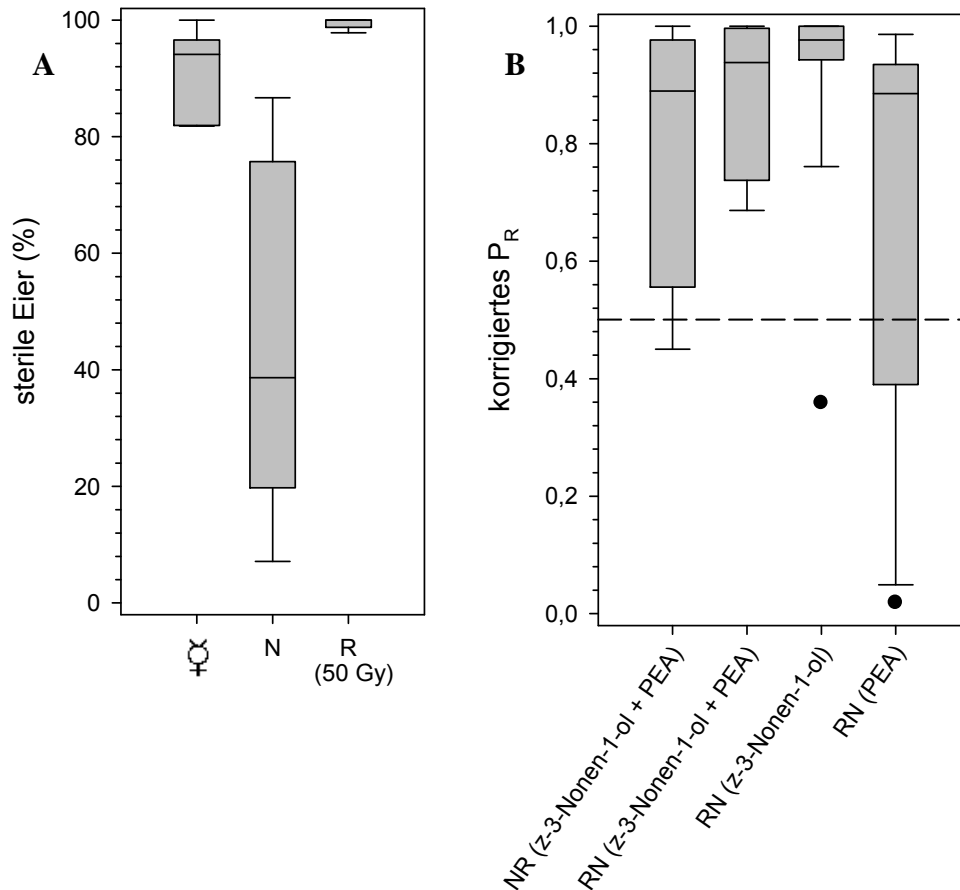 A
sterile Eier (%)
100
80
60
40
20
0
☿
N
R
(50 Gy)
B
korrigiertes P_R
1,0
0,8
0,6
0,4
0,2
0,0
NR (z-3-Nonen-1-ol + PEA)
RN (z-3-Nonen-1-ol + PEA)
RN (z-3-Nonen-1-ol)
RN (PEA)